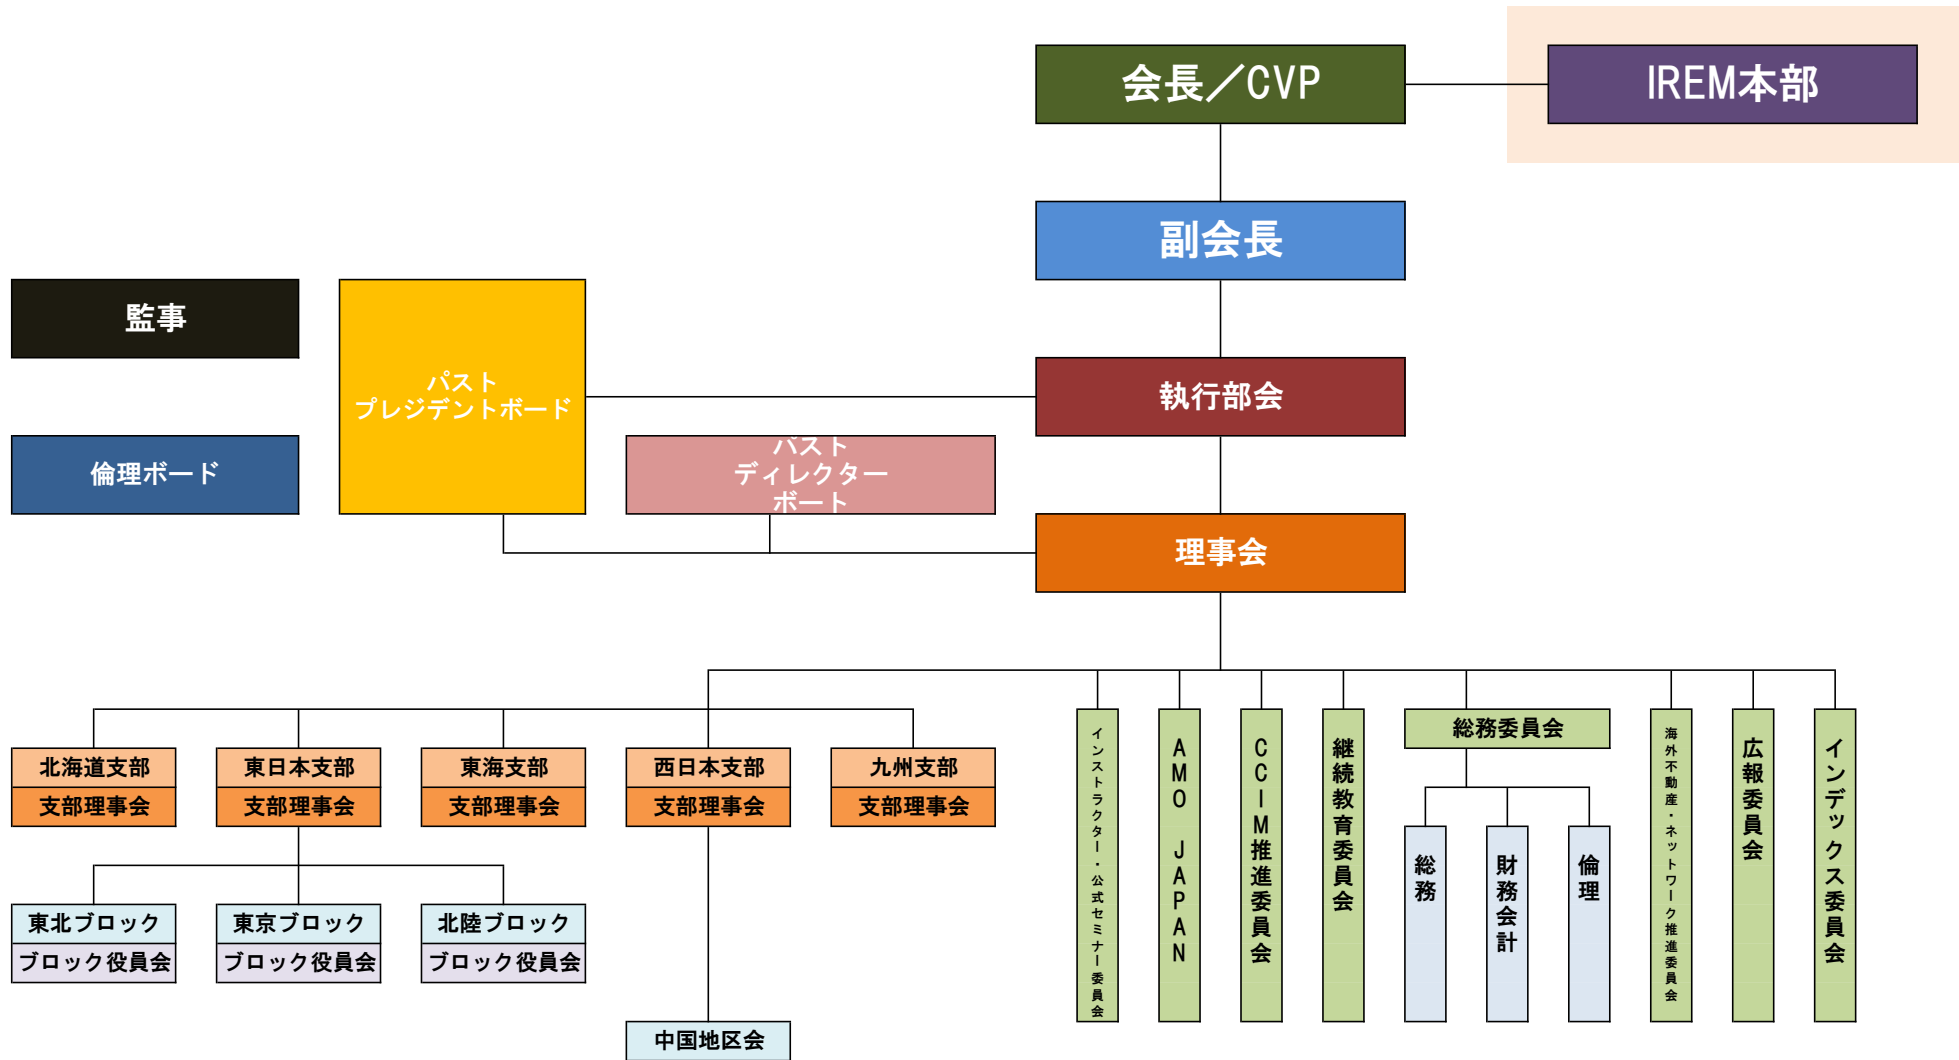 会長／CVP
IREM本部
副会長
監事
パスト
プレジデントボード
執行部会
倫理ボード
パスト
ディレクター
ボート
理事会
北海道支部
支部理事会
東日本支部
支部理事会
東海支部
支部理事会
西日本支部
支部理事会
九州支部
支部理事会
東北ブロック
ブロック役員会
東京ブロック
ブロック役員会
北陸ブロック
ブロック役員会
中国地区会
インストラクター・公式セミナー委員会
AMO JAPAN
CCIM推進委員会
継続教育委員会
総務委員会
総務
財務会計
倫理
海外不動産・ネットワーク推進委員会
広報委員会
インデックス委員会